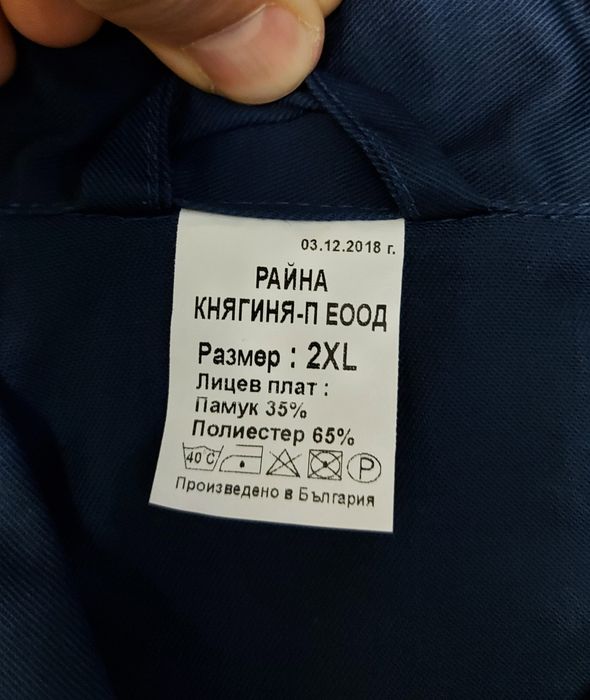 03.12.2018 г.
РАЙНА
КНЯГИНЯ-П ЕООД
Размер : 2XL
Лицев плат :
Памук 35%
Полиестер 65%
40 C P
Произведено в България